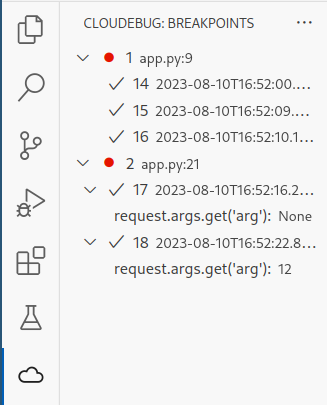 CLOUDEBUG: BREAKPOINTS
1 app.py:9
14 2023-08-10T16:52:00....
15 2023-08-10T16:52:09....
16 2023-08-10T16:52:10.1...
2 app.py:21
17 2023-08-10T16:52:16.2...
request.args.get('arg'): None
18 2023-08-10T16:52:22.8...
request.args.get('arg'): 12